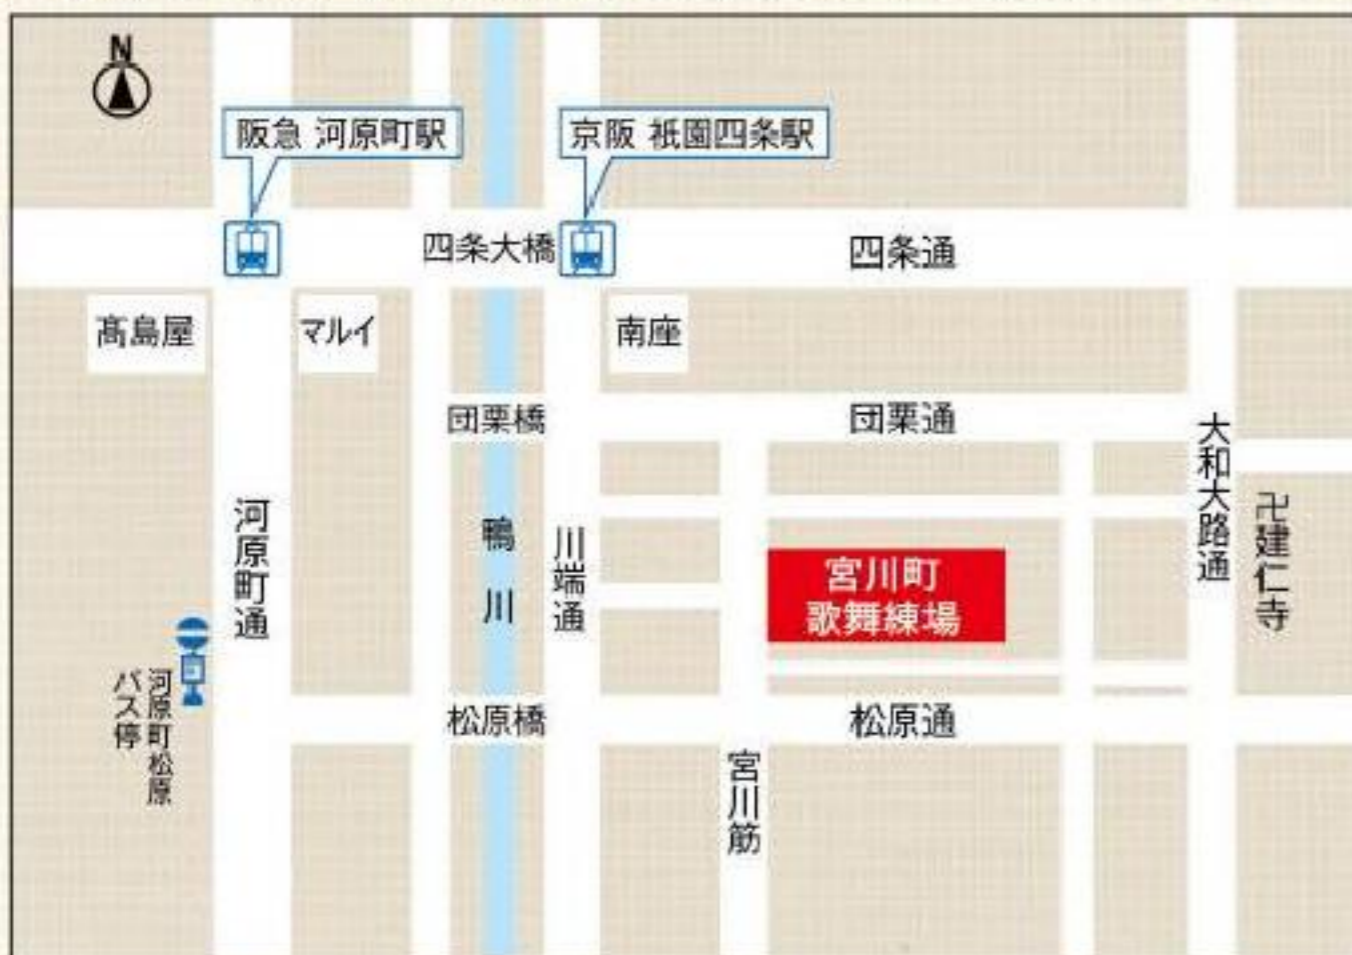 N
阪急 河原町駅
京阪 祇園四条駅
四条大橋
四条通
髙島屋
マルイ
南座
団栗橋
団栗通
大和大路通
河原町通
鴨川
川端通
卍建仁寺
宮川町
歌舞練場
河原町松原
バス停
松原橋
松原通
宮川筋